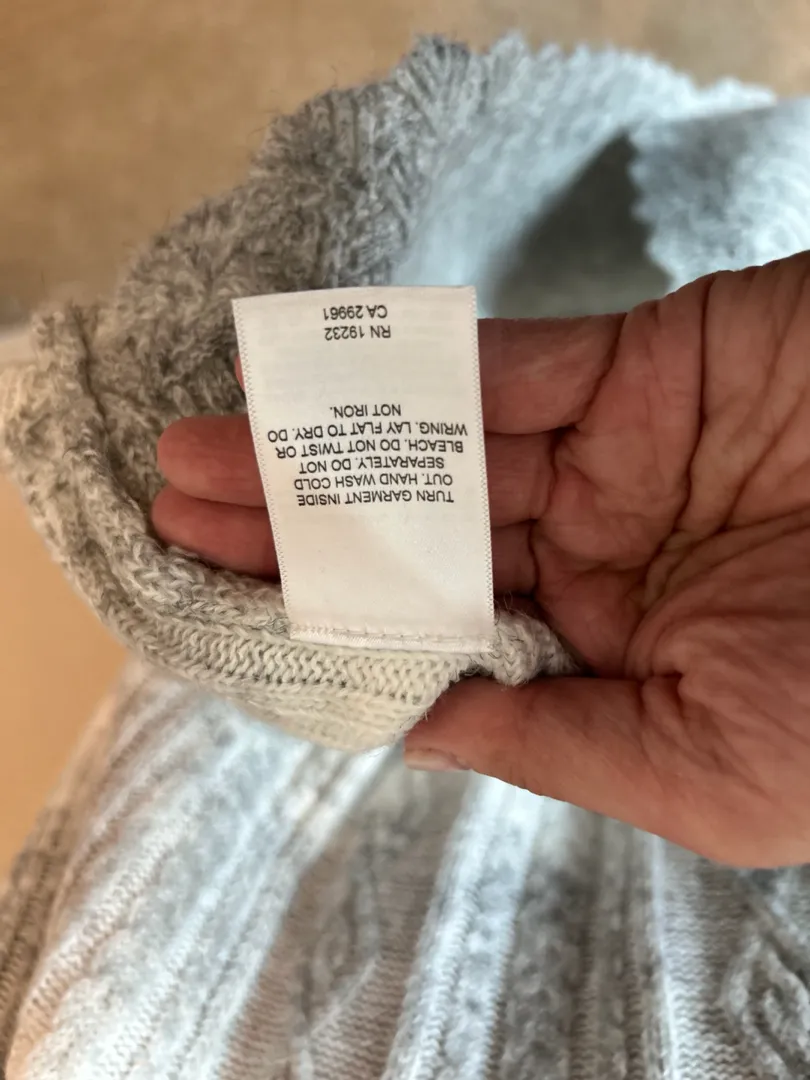 TURN GARMENT INSIDE
OUT. HAND WASH COLD
SEPARATELY. DO NOT
BLEACH. DO NOT TWIST OR
WRING. LAY FLAT TO DRY. DO
NOT IRON.
RN 19232
CA 29961